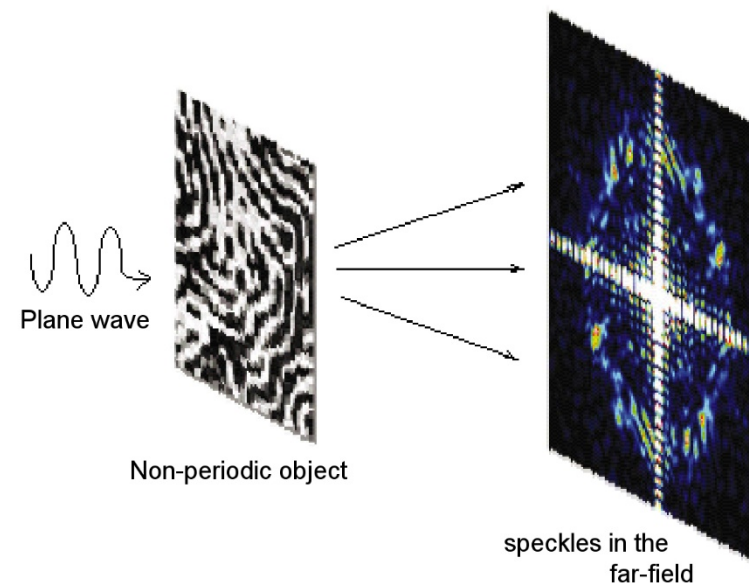 Plane wave
Non-periodic object
speckles in the
far-field